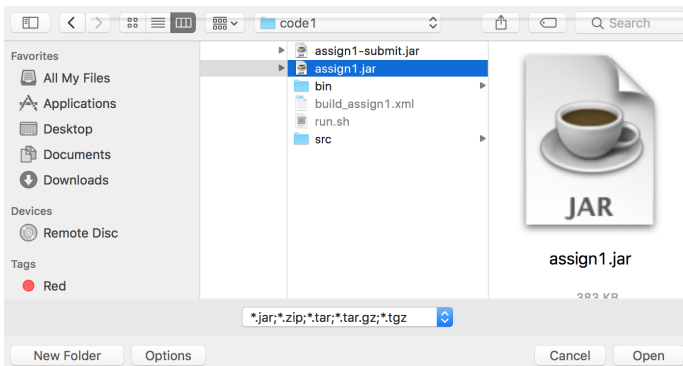 code1
Search
Favorites
All My Files
Applications
Desktop
Documents
Downloads
Devices
Remote Disc
Tags
Red
assign1-submit.jar
assign1.jar
bin
build_assign1.xml
run.sh
src
JAR
assign1.jar
383 KB
*.jar;*.zip;*.tar;*.tar.gz;*.tgz
New Folder
Options
Cancel
Open